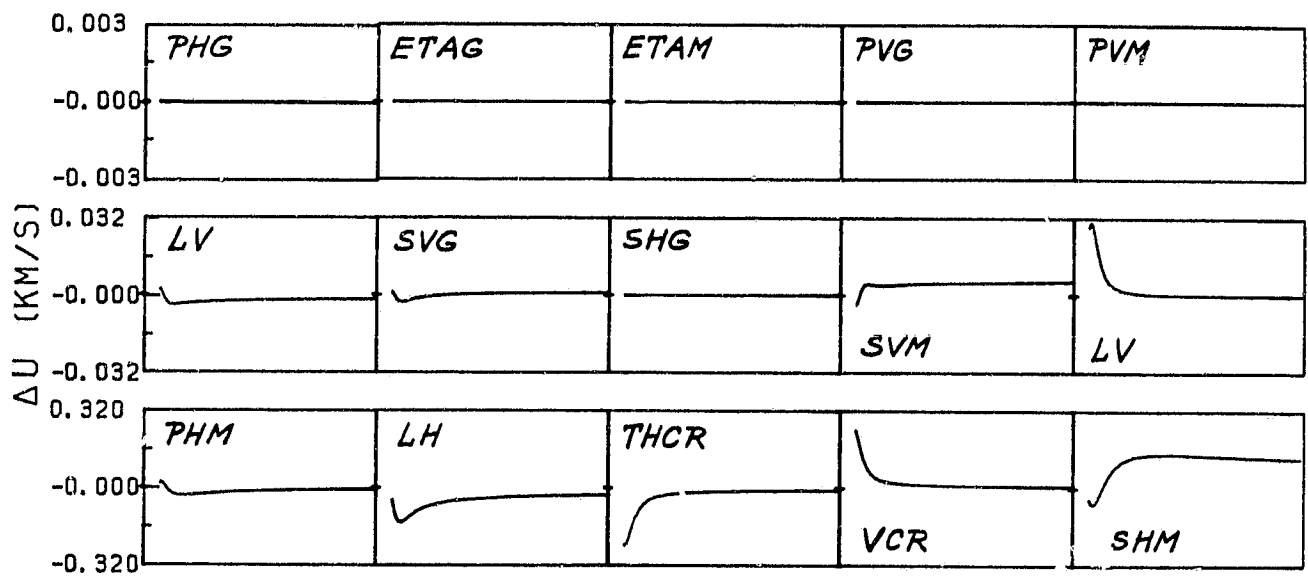 0.003
PHG ETAG ETAM PVG PVM
-0.000
-0.003
0.032
LV SVG SHG
-0.000
SVM LV
-0.032
0.320
PHM LH THCR
-0.000
VCR SHM
-0.320
ΔU (KM/S)